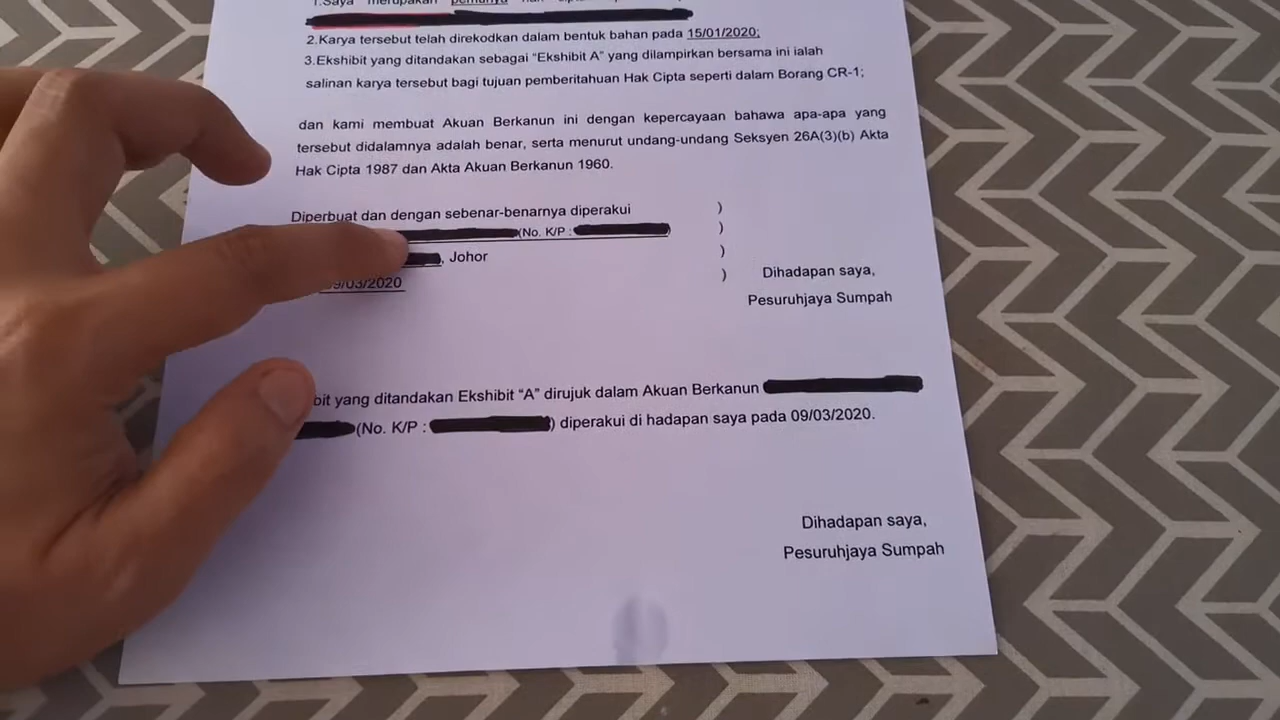 1.Saya merupakan
2.Karya tersebut telah direkodkan dalam bentuk bahan pada 15/01/2020;
3.Ekshibit yang ditandakan sebagai “Ekshibit A” yang dilampirkan bersama ini ialah
salinan karya tersebut bagi tujuan pemberitahuan Hak Cipta seperti dalam Borang CR-1;
dan kami membuat Akuan Berkanun ini dengan kepercayaan bahawa apa-apa yang
tersebut didalamnya adalah benar, serta menurut undang-undang Seksyen 26A(3)(b) Akta
Hak Cipta 1987 dan Akta Akuan Berkanun 1960.
Diperbuat dan dengan sebenar-benarnya diperakui )
(No. K/P : ) )
, Johor )
9/03/2020 ) Dihadapan saya,
Pesuruhjaya Sumpah
bit yang ditandakan Ekshibit “A” dirujuk dalam Akuan Berkanun
(No. K/P : ) diperakui di hadapan saya pada 09/03/2020.
Dihadapan saya,
Pesuruhjaya Sumpah